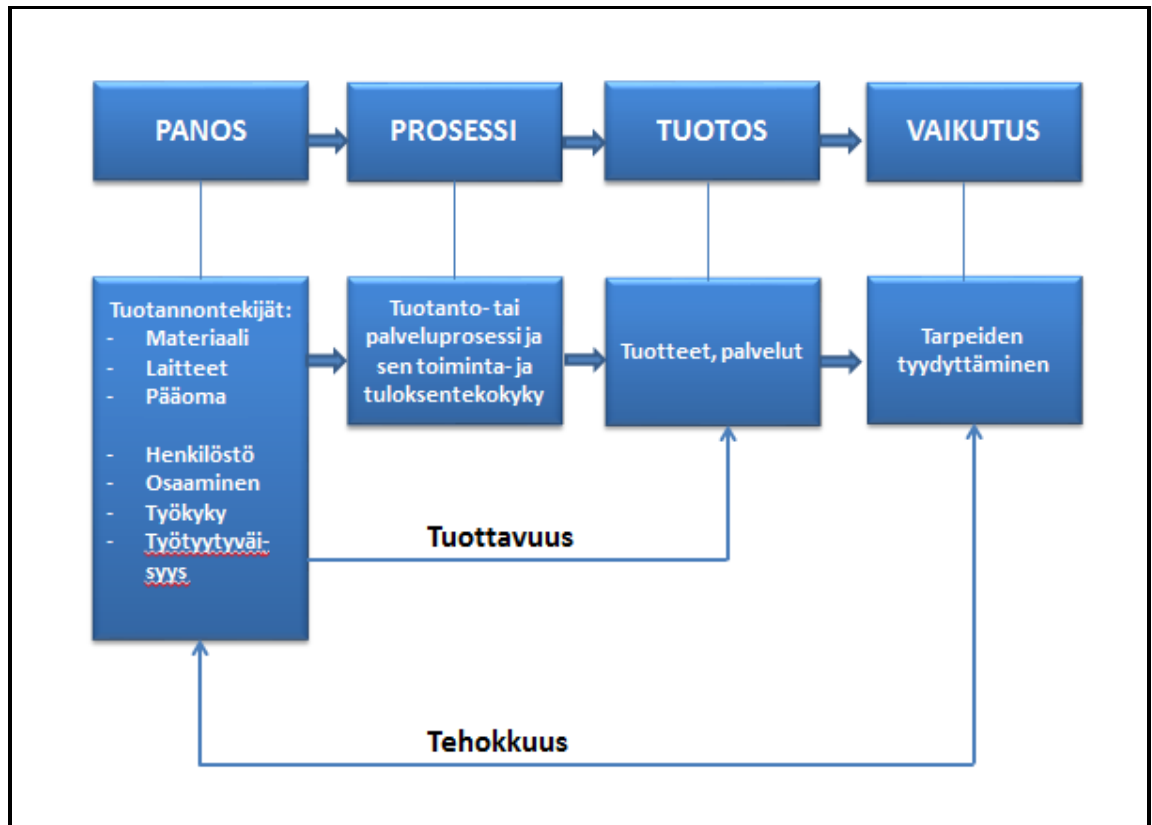 PANOS
PROSESSI
TUOTOS
VAIKUTUS
Tuotannontekijät:
- Materiaali
- Laitteet
- Pääoma
- Henkilöstö
- Osaaminen
- Työkyky
- Työtyytyväi-
syys
Tuotanto- tai
palveluprosessi ja
sen toiminta- ja
tuloksentekokyky
Tuotteet, palvelut
Tarpeiden
tyydyttäminen
Tuottavuus
Tehokkuus